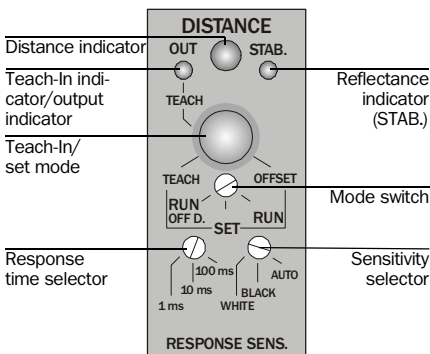 DISTANCE
Distance indicator
OUT
STAB.
Teach-In indi-
cator/output
indicator
Reflectance
indicator
(STAB.)
TEACH
Teach-In/
set mode
TEACH
OFFSET
Mode switch
RUN
OFF D.
RUN
SET
Response
time selector
Sensitivity
selector
100 ms
10 ms
1 ms
AUTO
BLACK
WHITE
RESPONSE SENS.